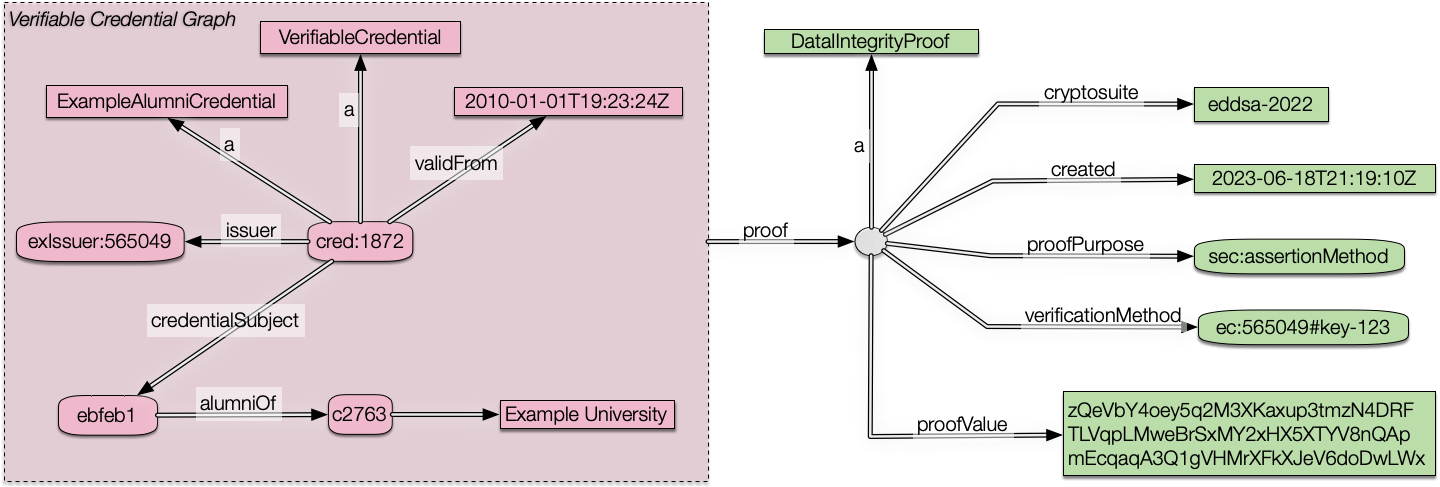 Verifiable Credential Graph
VerifiableCredential
ExampleAlumniCredential
a
2010-01-01T19:23:24Z
a
validFrom
exIssuer:565049
issuer
cred:1872
credentialSubject
ebfeb1
alumniOf
c2763
Example University
proof
DataIIntegrityProof
a
cryptosuite
eddsa-2022
created
2023-06-18T21:19:10Z
proofPurpose
sec:assertionMethod
verificationMethod
ec:565049#key-123
proofValue
zQeVbY4oey5q2M3XKaxup3tmzN4DRF
TLVqpLMweBrSxMY2xHX5XTYV8nQAp
mEcqaqA3Q1gVHMrXFkXJeV6doDwLWx